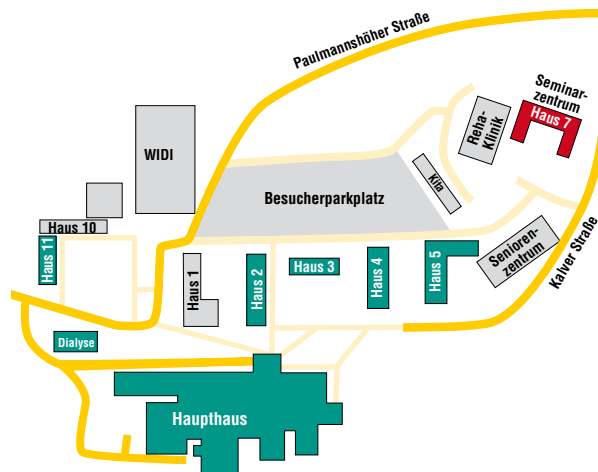 Paulmannshöher Straße
Seminar-
zentrum
Haus 7
Reha-
Klinik
WIDI
Kita
Besucherparkplatz
Haus 10
Haus 11
Haus 1
Haus 2
Haus 3
Haus 4
Haus 5
Senioren-
zentrum
Kalver Straße
Dialyse
Haupthaus